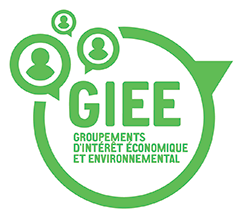 GIEE
GROUPEMENTS
D'INTÉRÊT ÉCONOMIQUE
ET ENVIRONNEMENTAL